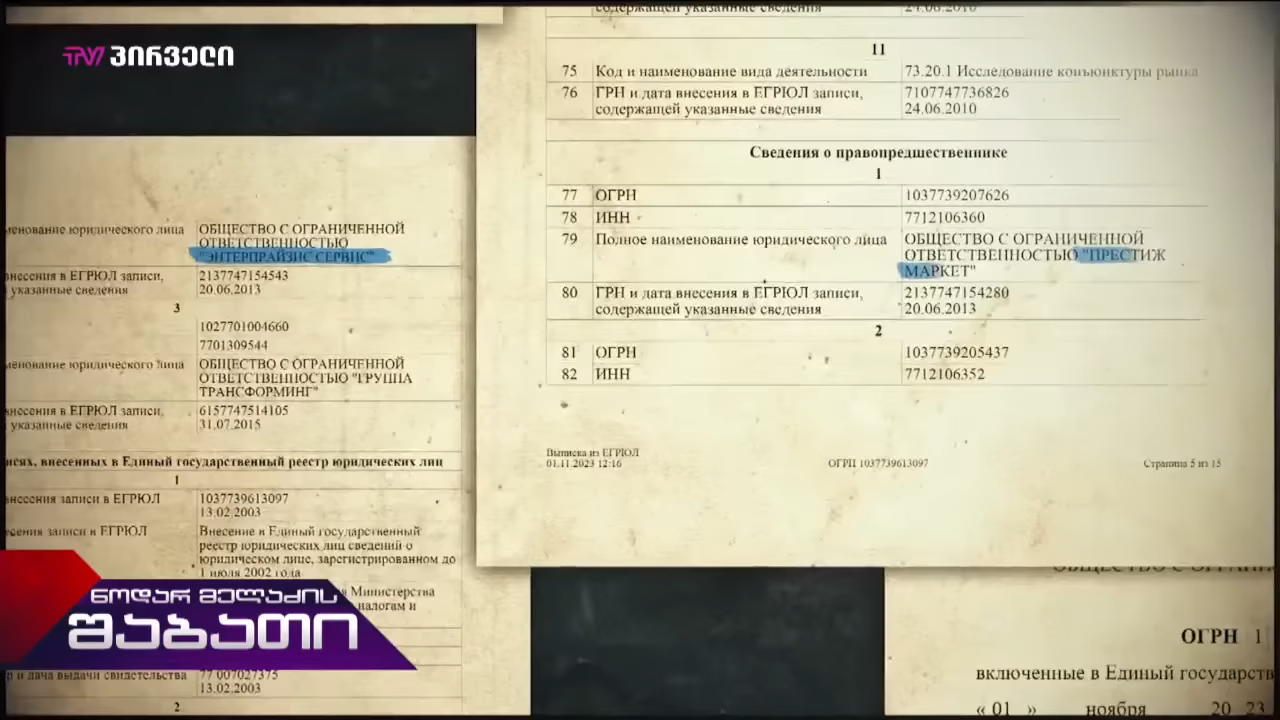 TV პირველი
содержащей указанные сведения
24.06.2010
11
75 Код и наименование вида деятельности 73.20.1 Исследование конъюнктуры рынка
76 ГРН и дата внесения в ЕГРЮЛ записи, 7107747736826
содержащей указанные сведения 24.06.2010
Сведения о правопредшественнике
1
77 ОГРН 1037739207626
78 ИНН 7712106360
79 Полное наименование юридического лица ОБЩЕСТВО С ОГРАНИЧЕННОЙ
ОТВЕТСТВЕННОСТЬЮ "ПРЕСТИЖ
МАРКЕТ"
80 ГРН и дата внесения в ЕГРЮЛ записи, 2137747154280
содержащей указанные сведения 20.06.2013
2
81 ОГРН 1037739205437
82 ИНН 7712106352
Выписка из ЕГРЮЛ
01.11.2023 12:16 ОГРН 1037739613097 Страница 5 из 15
менование юридического лица ОБЩЕСТВО С ОГРАНИЧЕННОЙ
ОТВЕТСТВЕННОСТЬЮ
"ЭНТЕРПРАЙЗИС СЕРВИС"
внесения в ЕГРЮЛ записи, 2137747154543
указанные сведения 20.06.2013
3
1027701004660
7701309544
менование юридического лица ОБЩЕСТВО С ОГРАНИЧЕННОЙ
ОТВЕТСТВЕННОСТЬЮ "ГРУППА
ТРАНСФОРМИНГ"
внесения в ЕГРЮЛ записи, 6157747514105
указанные сведения 31.07.2015
исях, внесенных в Единый государственный реестр юридических лиц
1
внесения записи в ЕГРЮЛ 1037739613097
13.02.2003
есения записи в ЕГРЮЛ Внесение в Единый государственный
реестр юридических лиц сведений о
юридическом лице, зарегистрированном до
1 июля 2002 года
Министерства
налогам и
р и дача выдачи свидетельства 77 007027375
13.02.2003
2
ნოდარ მელაძის
შაბათი
ОБЩЕСТВО С ОГРАНИ
ОГРН 1
включенные в Единый государств
« 01 » ноября 20 23